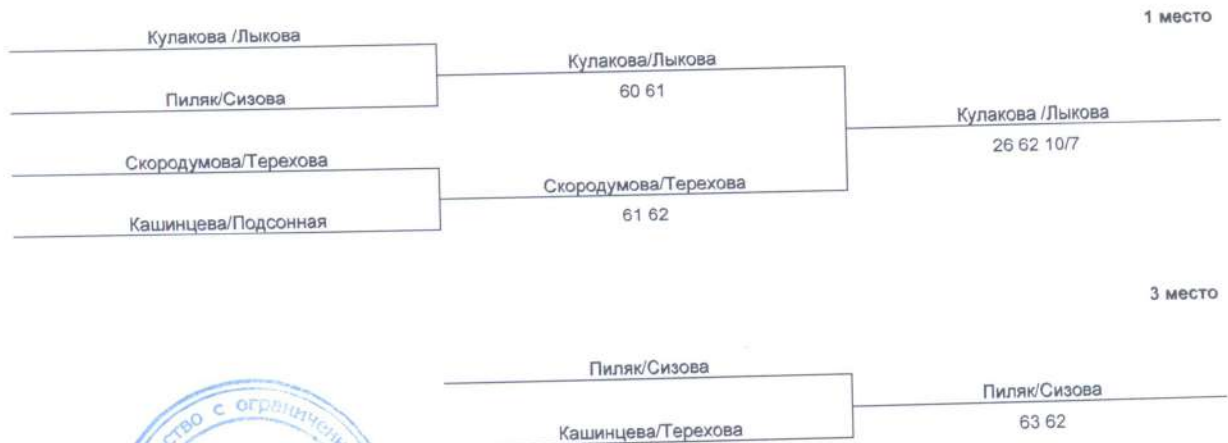 1 место
Кулакова /Лыкова
Кулакова/Лыкова
60 61
Пиляк/Сизова
Кулакова /Лыкова
26 62 10/7
Скородумова/Терехова
Скородумова/Терехова
61 62
Кашинцева/Подсонная
3 место
Пиляк/Сизова
Пиляк/Сизова
63 62
Кашинцева/Терехова
с